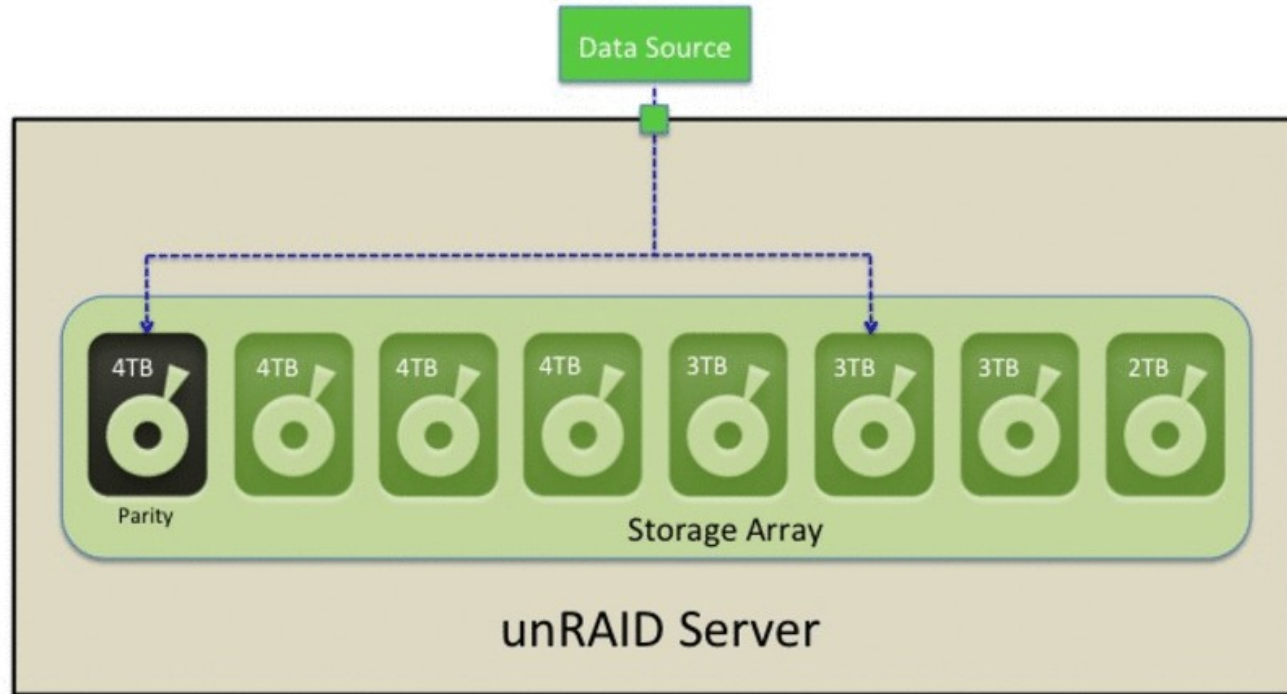 Data Source
4TB
4TB
4TB
4TB
3TB
3TB
3TB
2TB
Parity
Storage Array
unRAID Server